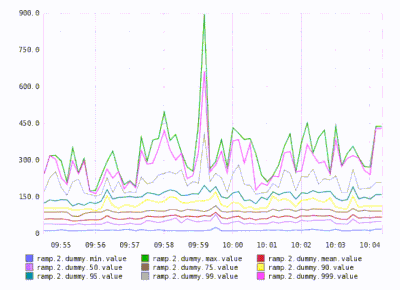 900.0
750.0
600.0
450.0
300.0
150.0
0
09:55 09:56 09:57 09:58 09:59 10:00 10:01 10:02 10:03 10:04
ramp.2.dummy.min.value ramp.2.dummy.max.value ramp.2.dummy.mean.value
ramp.2.dummy.50.value ramp.2.dummy.75.value ramp.2.dummy.90.value
ramp.2.dummy.95.value ramp.2.dummy.99.value ramp.2.dummy.999.value